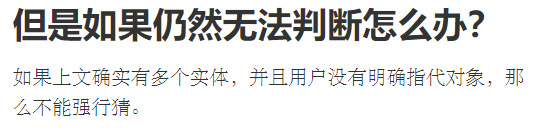 但是如果仍然无法判断怎么办？
如果上文确实有多个实体，并且用户没有明确指代对象，那
么不能强行猜。